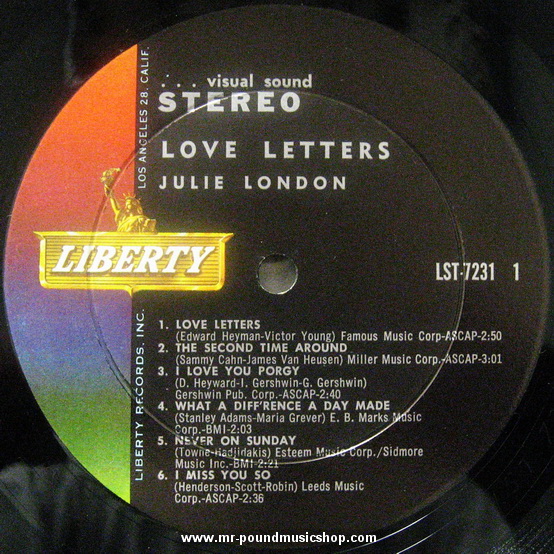 ... visual sound
STEREO
LOVE LETTERS
JULIE LONDON
LOS ANGELES 28, CALIF.
LIBERTY
LIBERTY RECORDS, INC.
LST-7231 1
1. LOVE LETTERS
(Edward Heyman-Victor Young) Famous Music Corp-ASCAP-2:50
2. THE SECOND TIME AROUND
(Sammy Cahn-James Van Heusen) Miller Music Corp.-ASCAP-3:01
3. I LOVE YOU PORGY
(D. Heyward-I. Gershwin-G. Gershwin)
Gershwin Pub. Corp.-ASCAP-2:40
4. WHAT A DIFF'RENCE A DAY MADE
(Stanley Adams-Maria Grever) E. B. Marks Music
Corp.-BMI-2:03
5. NEVER ON SUNDAY
(Towne-Hadjidakis) Esteem Music Corp./Sidmore
Music Inc.-BMI-2:21
6. I MISS YOU SO
(Henderson-Scott-Robin) Leeds Music
Corp.-ASCAP-2:36
www.mr-poundmusicshop.com